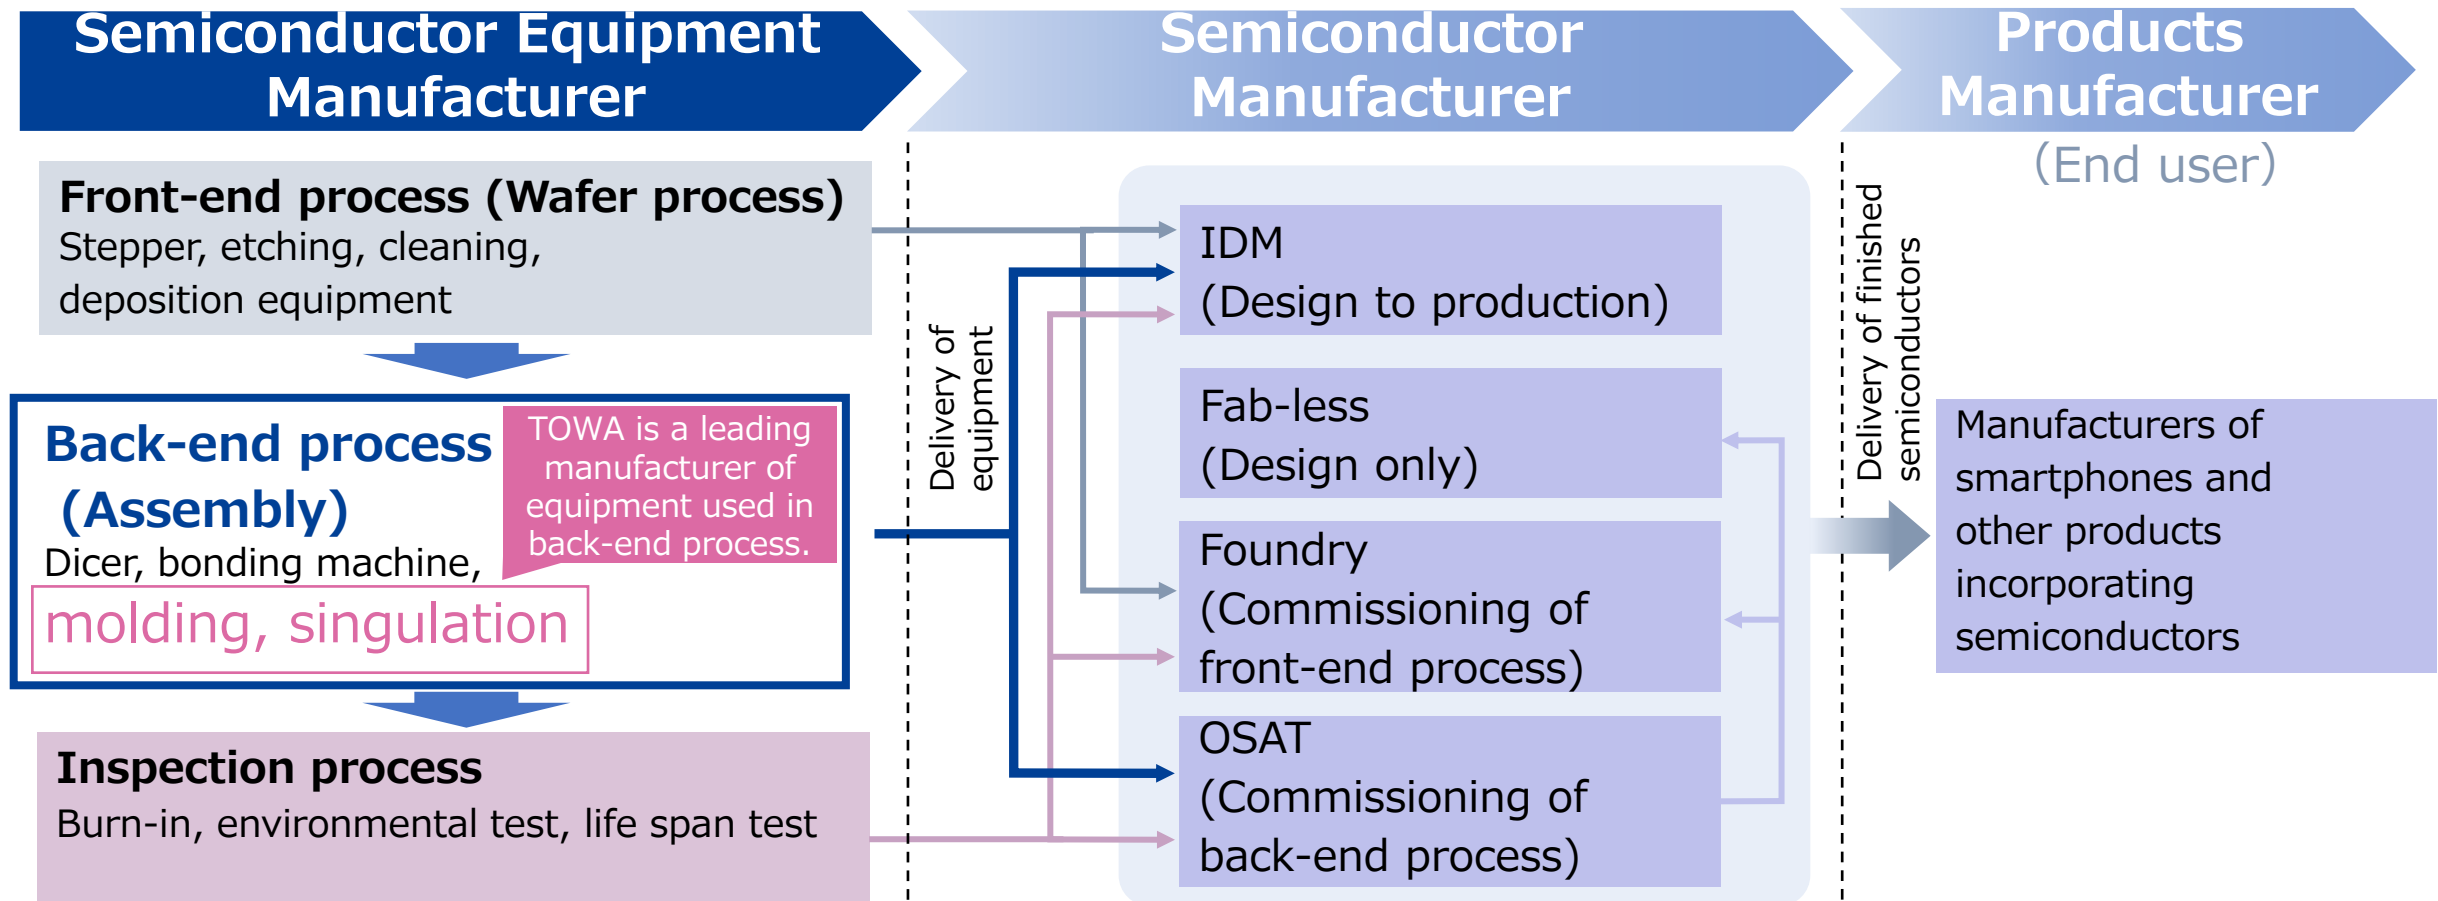 Semiconductor Equipment
Manufacturer
Semiconductor
Manufacturer
Products
Manufacturer
(End user)
Front-end process (Wafer process)
Stepper, etching, cleaning,
deposition equipment
Back-end process
(Assembly)
Dicer, bonding machine,
molding, singulation
TOWA is a leading
manufacturer of
equipment used in
back-end process.
Inspection process
Burn-in, environmental test, life span test
Delivery of
equipment
IDM
(Design to production)
Fab-less
(Design only)
Foundry
(Commissioning of
front-end process)
OSAT
(Commissioning of
back-end process)
Delivery of finished
semiconductors
Manufacturers of
smartphones and
other products
incorporating
semiconductors